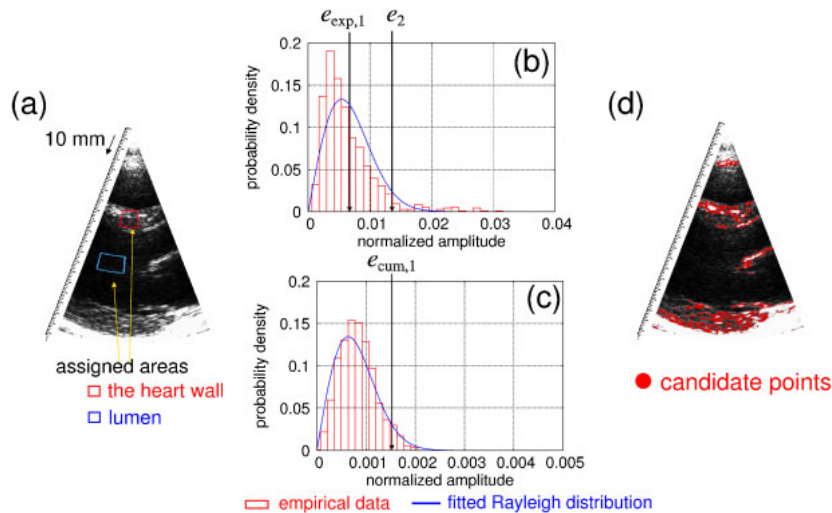 (a)
10 mm
assigned areas
the heart wall
lumen
e_exp,1
e_2
(b)
probability density
0.2
0.15
0.1
0.05
0
0 0.01 0.02 0.03 0.04
normalized amplitude
e_cum,1
(c)
probability density
0.2
0.15
0.1
0.05
0
0 0.001 0.002 0.003 0.004 0.005
normalized amplitude
empirical data
fitted Rayleigh distribution
(d)
candidate points